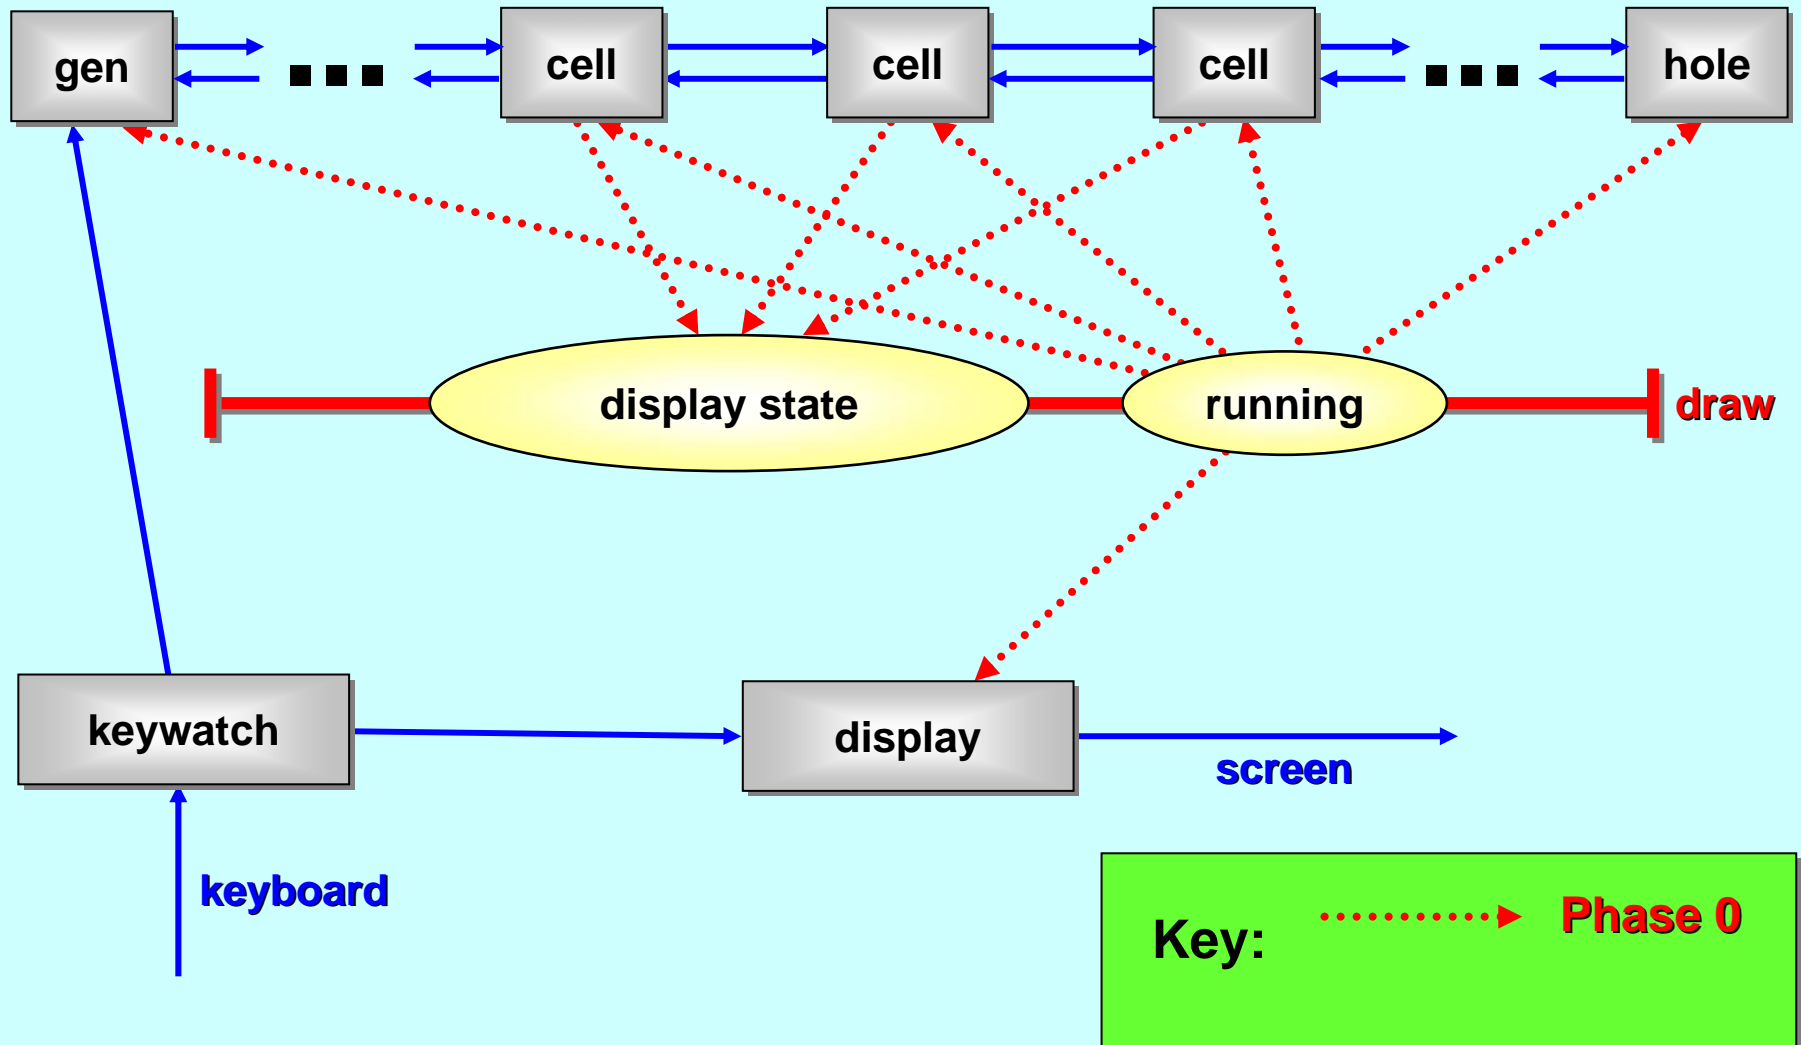 gen
cell
cell
cell
hole
display state
running
draw
keywatch
display
screen
keyboard
Key:
Phase 0